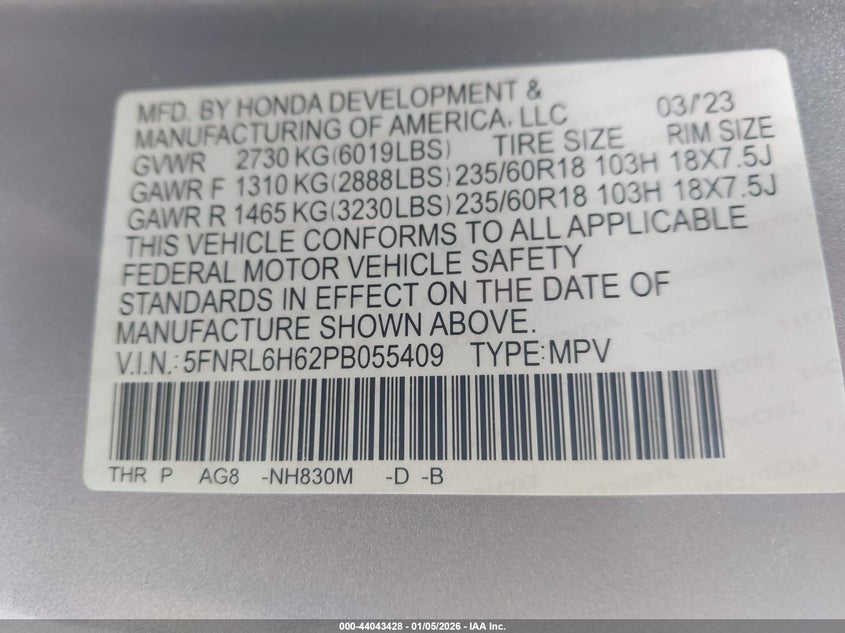 MFD. BY HONDA DEVELOPMENT &
MANUFACTURING OF AMERICA, LLC 03/'23
GVWR 2730 KG(6019LBS) TIRE SIZE RIM SIZE
GAWR F 1310 KG(2888LBS) 235/60R18 103H 18X7.5J
GAWR R 1465 KG(3230LBS) 235/60R18 103H 18X7.5J
THIS VEHICLE CONFORMS TO ALL APPLICABLE
FEDERAL MOTOR VEHICLE SAFETY
STANDARDS IN EFFECT ON THE DATE OF
MANUFACTURE SHOWN ABOVE.
V.I.N.: 5FNRL6H62PB055409 TYPE: MPV
THR P AG8 -NH830M -D -B
000-44043428 - 01/05/2026 - IAA Inc.